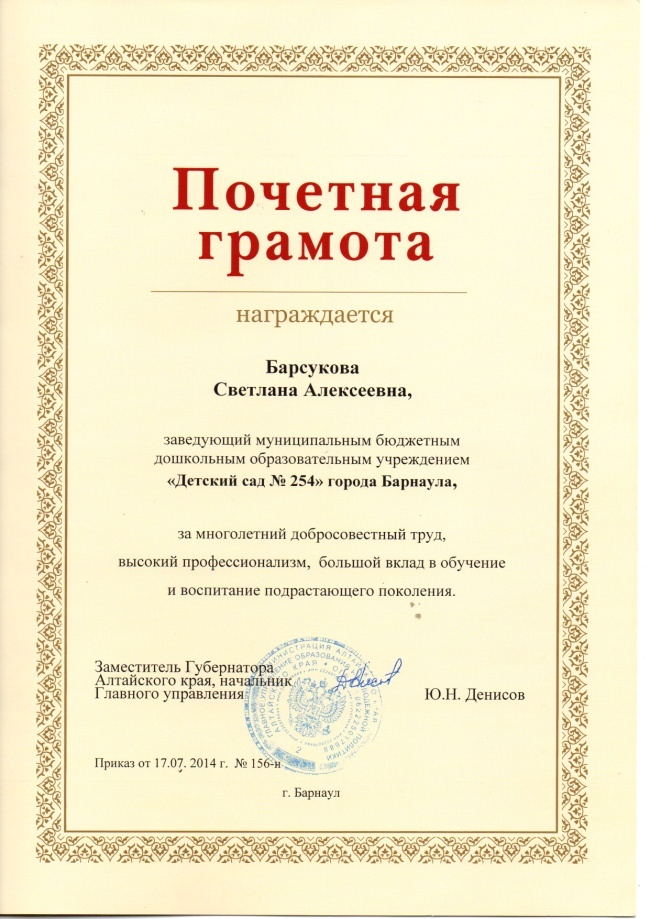 Почетная
грамота
награждается
Барсукова
Светлана Алексеевна,
заведующий муниципальным бюджетным
дошкольным образовательным учреждением
«Детский сад № 254» города Барнаула,
за многолетний добросовестный труд,
высокий профессионализм, большой вклад в обучение
и воспитание подрастающего поколения.
Заместитель Губернатора
Алтайского края, начальник
Главного управления
Ю.Н. Денисов
Приказ от 17.07. 2014 г. № 156-н
г. Барнаул